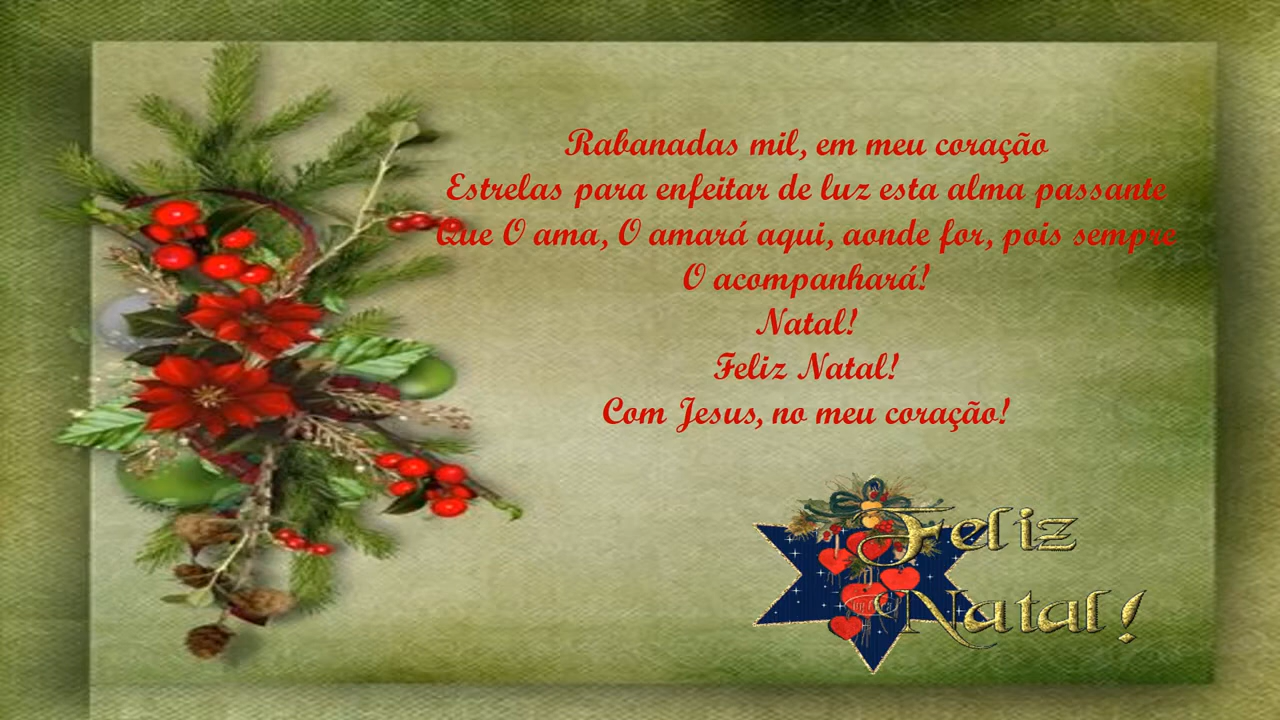 Rabanadas mil, em meu coração
Estrelas para enfeitar de luz esta alma passante
Que O ama, O amará aqui, aonde for, pois sempre
O acompanhará!
Natal!
Feliz Natal!
Com Jesus, no meu coração!
Feliz
Natal!